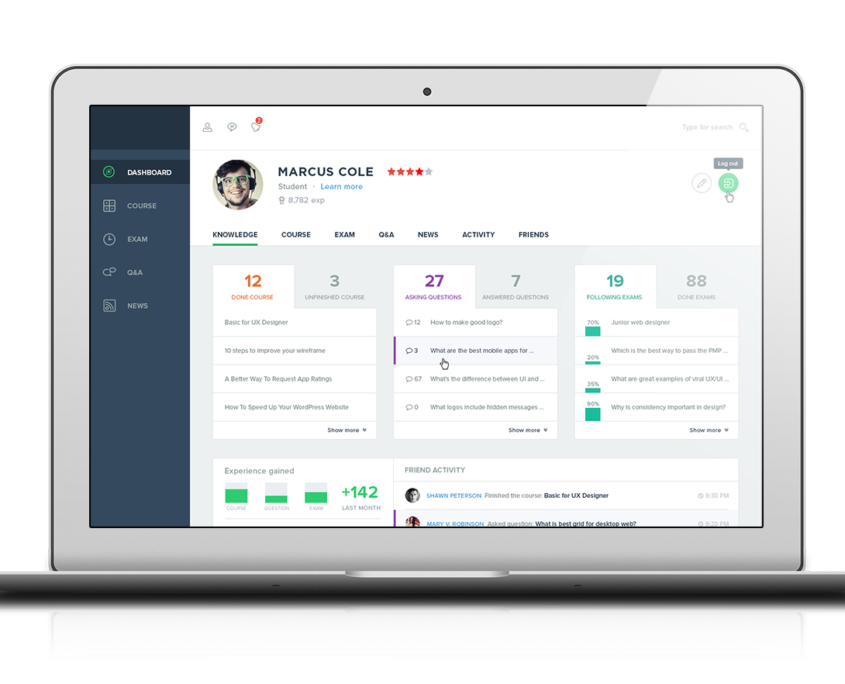 3
Type for search
Log out
DASHBOARD
COURSE
EXAM
Q&A
NEWS
MARCUS COLE
Student · Learn more
8,782 exp
KNOWLEDGE COURSE EXAM Q&A NEWS ACTIVITY FRIENDS
12
DONE COURSE
3
UNFINISHED COURSE
Basic for UX Designer
10 steps to improve your wireframe
A Better Way To Request App Ratings
How To Speed Up Your WordPress Website
Show more
27
ASKING QUESTIONS
7
ANSWERED QUESTIONS
12 How to make good logo?
3 What are the best mobile apps for ...
67 What's the difference between UI and ...
0 What logos include hidden messages ...
Show more
19
FOLLOWING EXAMS
88
DONE EXAMS
70% Junior web designer
20% Which is the best way to pass the PMP ...
35% What are great examples of viral UX/UI ...
90% Why is consistency important in design?
Show more
Experience gained
COURSE QUESTION EXAM
+142
LAST MONTH
FRIEND ACTIVITY
SHAWN PETERSON Finished the course: Basic for UX Designer 9:30 PM
MARY V. ROBINSON Asked question: What is best grid for desktop web? 9:22 PM